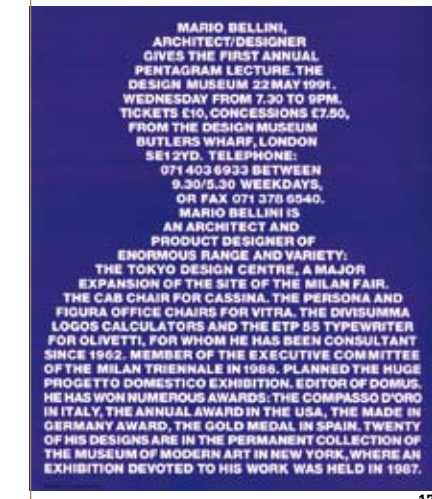 MARIO BELLINI,
ARCHITECT/DESIGNER
GIVES THE FIRST ANNUAL
PENTAGRAM LECTURE. THE
DESIGN MUSEUM 22 MAY 1991.
WEDNESDAY FROM 7.30 TO 9PM.
TICKETS £10, CONCESSIONS £7.50,
FROM THE DESIGN MUSEUM
BUTLERS WHARF, LONDON
SE1 2YD. TELEPHONE:
071 403 6933 BETWEEN
9.30/5.30 WEEKDAYS,
OR FAX 071 378 6540.
MARIO BELLINI IS
AN ARCHITECT AND
PRODUCT DESIGNER OF
ENORMOUS RANGE AND VARIETY:
THE TOKYO DESIGN CENTRE, A MAJOR
EXPANSION OF THE SITE OF THE MILAN FAIR.
THE CAB CHAIR FOR CASSINA. THE PERSONA AND
FIGURA OFFICE CHAIRS FOR VITRA. THE DIVISUMMA
LOGOS CALCULATORS AND THE ETP 55 TYPEWRITER
FOR OLIVETTI, FOR WHOM HE HAS BEEN CONSULTANT
SINCE 1962. MEMBER OF THE EXECUTIVE COMMITTEE
OF THE MILAN TRIENNALE IN 1986. PLANNED THE HUGE
PROGETTO DOMESTICO EXHIBITION. EDITOR OF DOMUS.
HE HAS WON NUMEROUS AWARDS: THE COMPASSO D'ORO
IN ITALY, THE ANNUAL AWARD IN THE USA, THE MADE IN
GERMANY AWARD, THE GOLD MEDAL IN SPAIN. TWENTY
OF HIS DESIGNS ARE IN THE PERMANENT COLLECTION OF
THE MUSEUM OF MODERN ART IN NEW YORK, WHERE AN
EXHIBITION DEVOTED TO HIS WORK WAS HELD IN 1987.